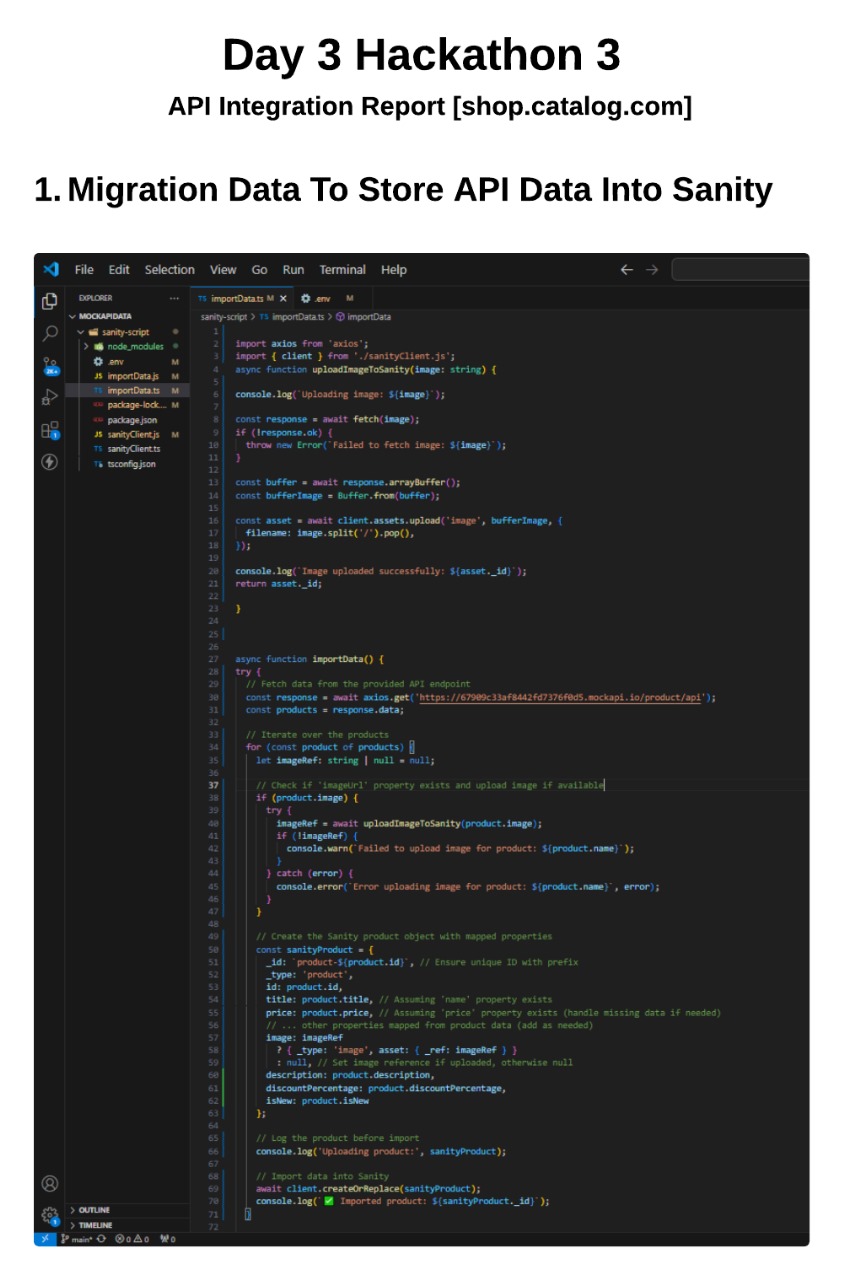 Day 3 Hackathon 3
API Integration Report [shop.catalog.com]
1. Migration Data To Store API Data Into Sanity
File Edit Selection View Go Run Terminal Help
EXPLORER ...
MOCKAPIDATA
sanity-script
node_modules
.env M
importData.js M
importData.ts M
package-lock.... M
package.json
sanityClient.js M
sanityClient.ts
tsconfig.json
OUTLINE
TIMELINE
TS importData.ts M X .env M
sanity-script > TS importData.ts > importData
1
2 import axios from 'axios';
3 import { client } from './sanityClient.js';
4 async function uploadImageToSanity(image: string) {
5
6 console.log(`Uploading image: ${image}`);
7
8 const response = await fetch(image);
9 if (!response.ok) {
10 throw new Error(`Failed to fetch image: ${image}`);
11 }
12
13 const buffer = await response.arrayBuffer();
14 const bufferImage = Buffer.from(buffer);
15
16 const asset = await client.assets.upload('image', bufferImage, {
17 filename: image.split('/').pop(),
18 });
19
20 console.log(`Image uploaded successfully: ${asset._id}`);
21 return asset._id;
22
23 }
24
25
26
27 async function importData() {
28 try {
29 // Fetch data from the provided API endpoint
30 const response = await axios.get('https://67909c33af8442fd7376f0d5.mockapi.io/product/api');
31 const products = response.data;
32
33 // Iterate over the products
34 for (const product of products) {
35 let imageRef: string | null = null;
36
37 // Check if 'imageUrl' property exists and upload image if available
38 if (product.image) {
39 try {
40 imageRef = await uploadImageToSanity(product.image);
41 if (!imageRef) {
42 console.warn(`Failed to upload image for product: ${product.name}`);
43 }
44 } catch (error) {
45 console.error(`Error uploading image for product: ${product.name}`, error);
46 }
47 }
48
49 // Create the Sanity product object with mapped properties
50 const sanityProduct = {
51 _id: `product-${product.id}`, // Ensure unique ID with prefix
52 _type: 'product',
53 id: product.id,
54 title: product.title, // Assuming 'name' property exists
55 price: product.price, // Assuming 'price' property exists (handle missing data if needed)
56 // ... other properties mapped from product data (add as needed)
57 image: imageRef
58 ? { _type: 'image', asset: { _ref: imageRef } }
59 : null, // Set image reference if uploaded, otherwise null
60 description: product.description,
61 discountPercentage: product.discountPercentage,
62 isNew: product.isNew
63 };
64
65 // Log the product before import
66 console.log('Uploading product:', sanityProduct);
67
68 // Import data into Sanity
69 await client.createOrReplace(sanityProduct);
70 console.log(`✅ Imported product: ${sanityProduct._id}`);
71 }
72
main* 0 0 0